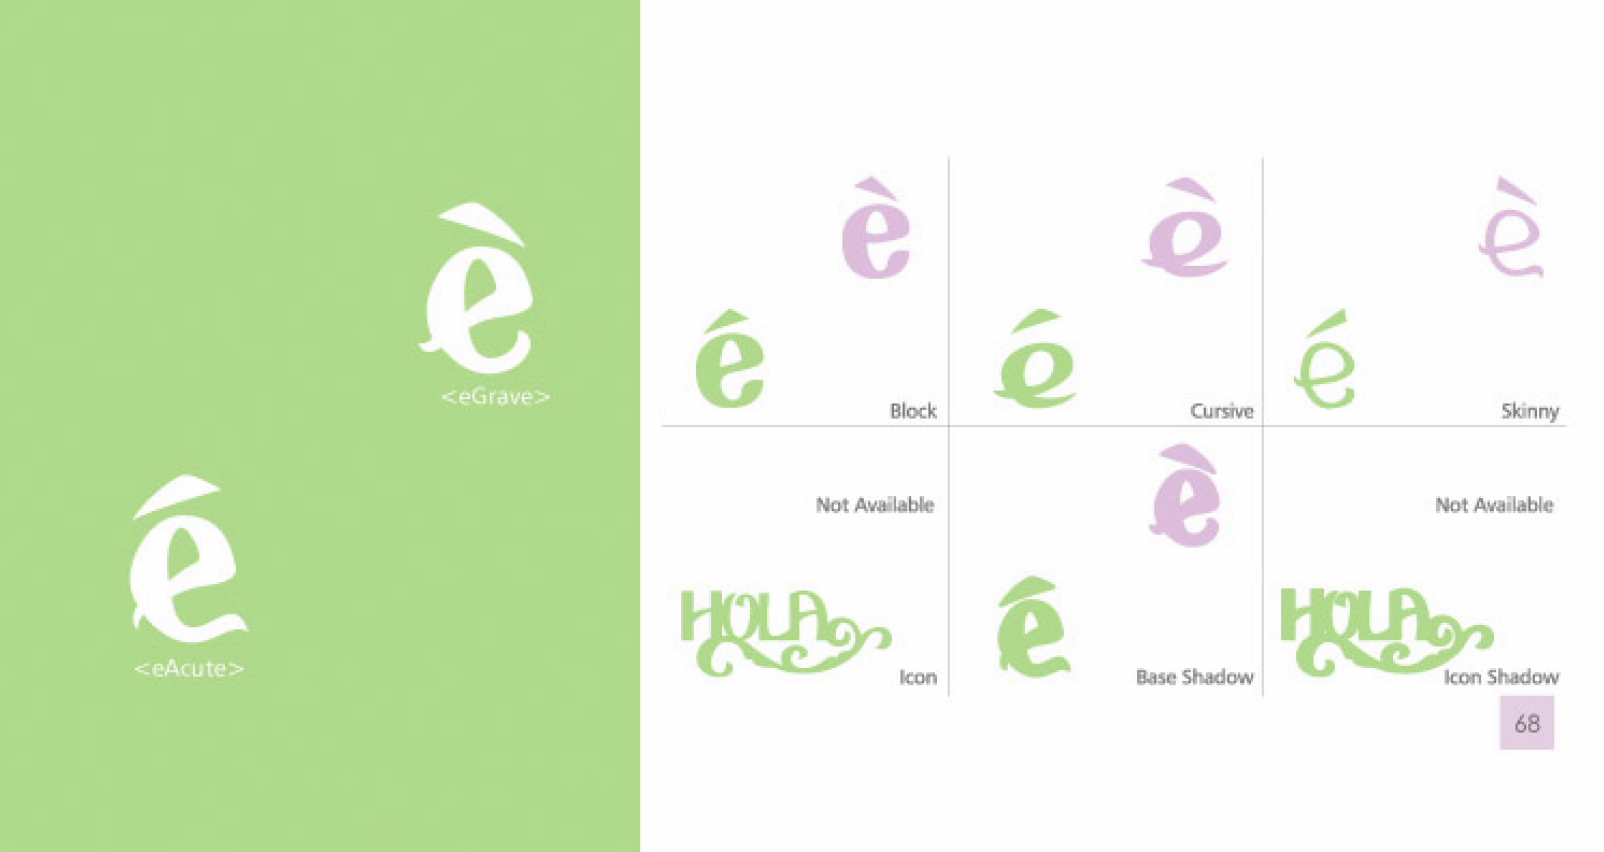 è
<eGrave>
é
<eAcute>
è
é
Block
è
é
Cursive
è
é
Skinny
Not Available
HOLA
Icon
è
é
Base Shadow
Not Available
HOLA
Icon Shadow
68